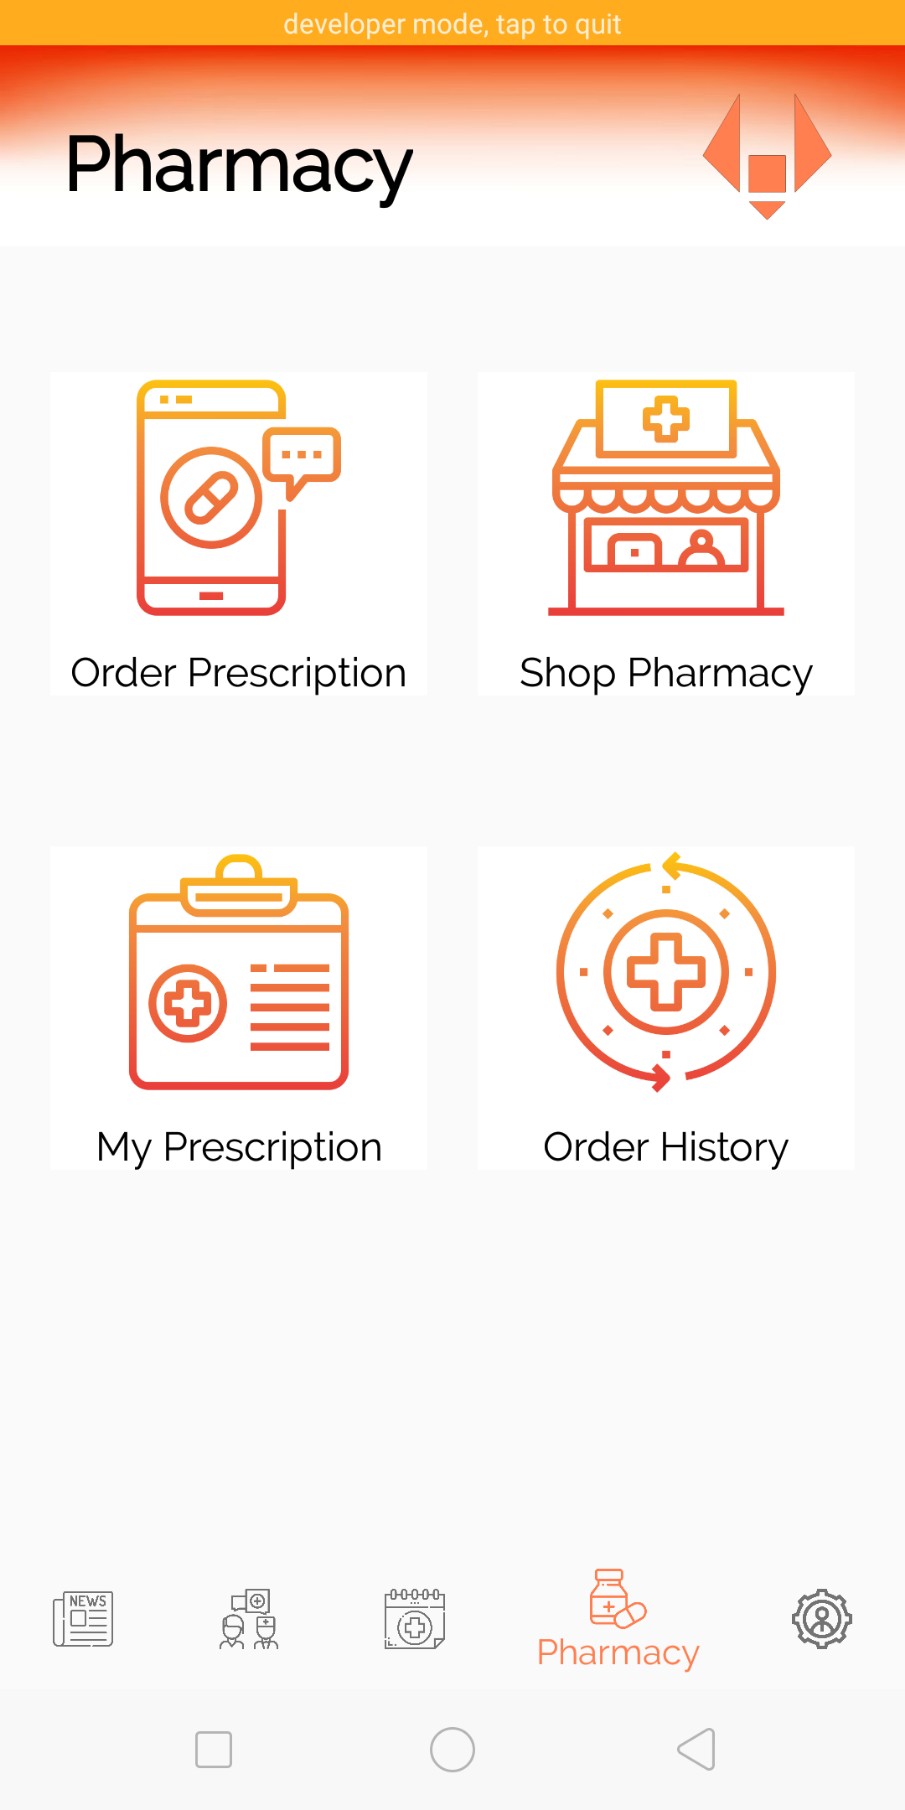 developer mode, tap to quit
Pharmacy
Order Prescription
Shop Pharmacy
My Prescription
Order History
NEWS
Pharmacy